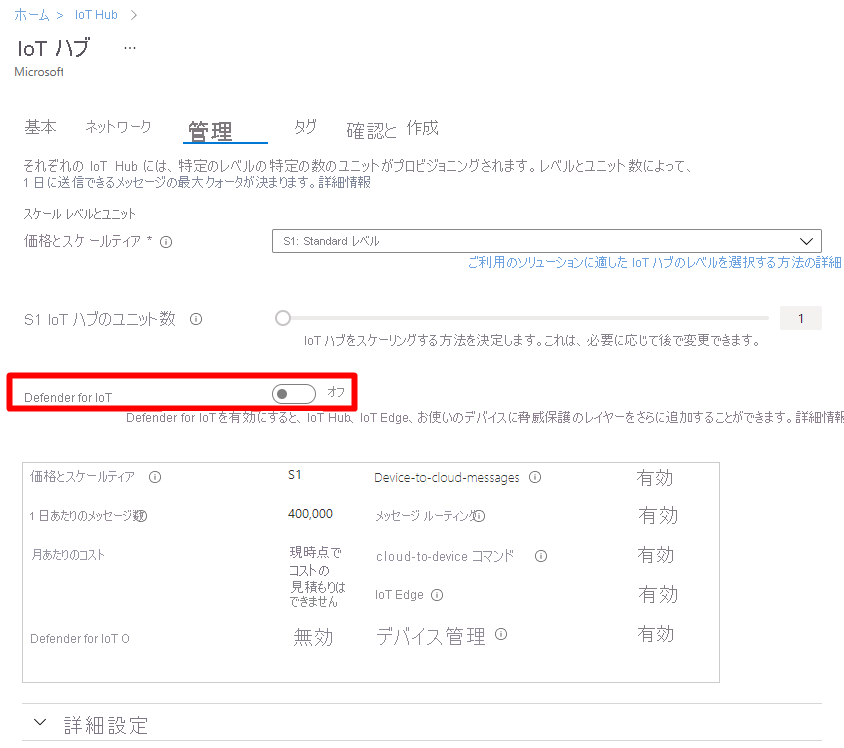 ホーム > IoT Hub >
IoT ハブ ...
Microsoft
基本 ネットワーク 管理 タグ 確認と 作成
それぞれの IoT Hub には、特定のレベルの特定の数のユニットがプロビジョニングされます。レベルとユニット数によって、
1 日に送信できるメッセージの最大クォータが決まります。詳細情報
スケール レベルとユニット
価格とスケールティア *
S1: Standard レベル
ご利用のソリューションに適した IoT ハブのレベルを選択する方法の詳細
S1 IoT ハブのユニット数
1
IoT ハブをスケーリングする方法を決定します。これは、必要に応じて後で変更できます。
Defender for IoT オフ
Defender for IoT を有効にすると、IoT Hub、IoT Edge、お使いのデバイスに脅威保護のレイヤーをさらに追加することができます。詳細情報
価格とスケールティア S1 Device-to-cloud-messages 有効
1 日あたりのメッセージ数 400,000 メッセージ ルーティング 有効
月あたりのコスト
現時点で
コストの
見積もりは
できません
cloud-to-device コマンド 有効
IoT Edge 有効
Defender for IoT O 無効 デバイス管理 有効
詳細設定